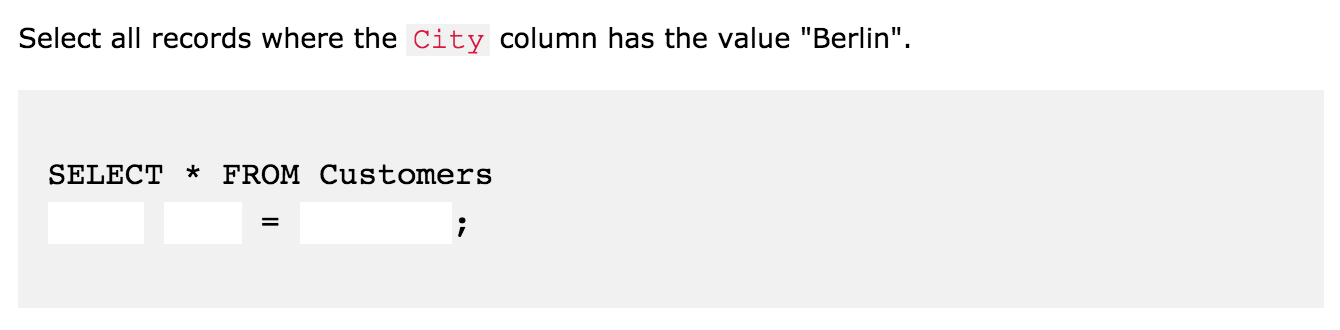 Select all records where the City column has the value "Berlin".
SELECT * FROM Customers
= ;